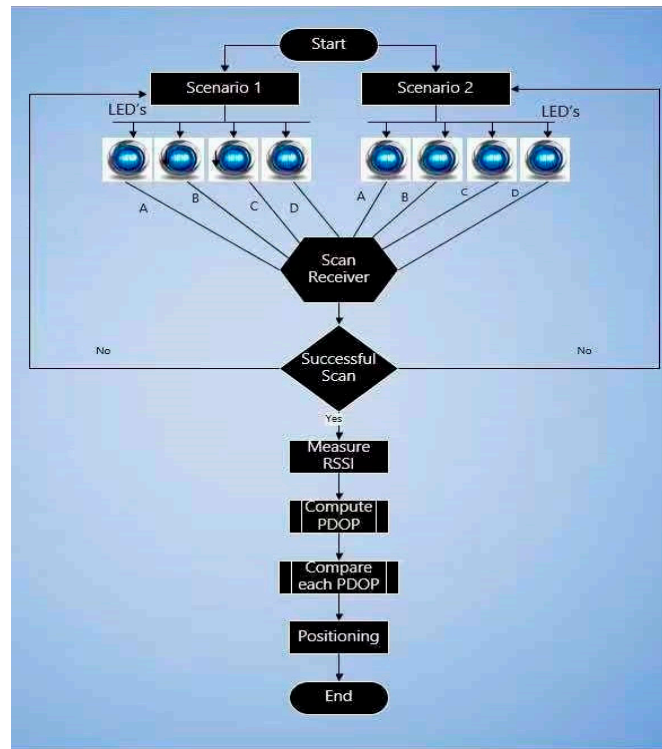 Start
Scenario 1
Scenario 2
LED's
LED's
A
B
C
D
A
B
C
D
Scan
Receiver
No
Successful
Scan
No
Yes
Measure
RSSI
Compute
PDOP
Compare
each PDOP
Positioning
End